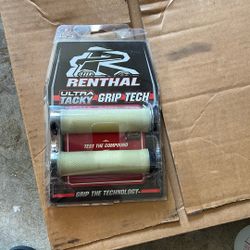 RENTHAL
ULTRA
TACKY GRIP TECH
TEST THE COMPOUND
GRIP THE TECHNOLOGY